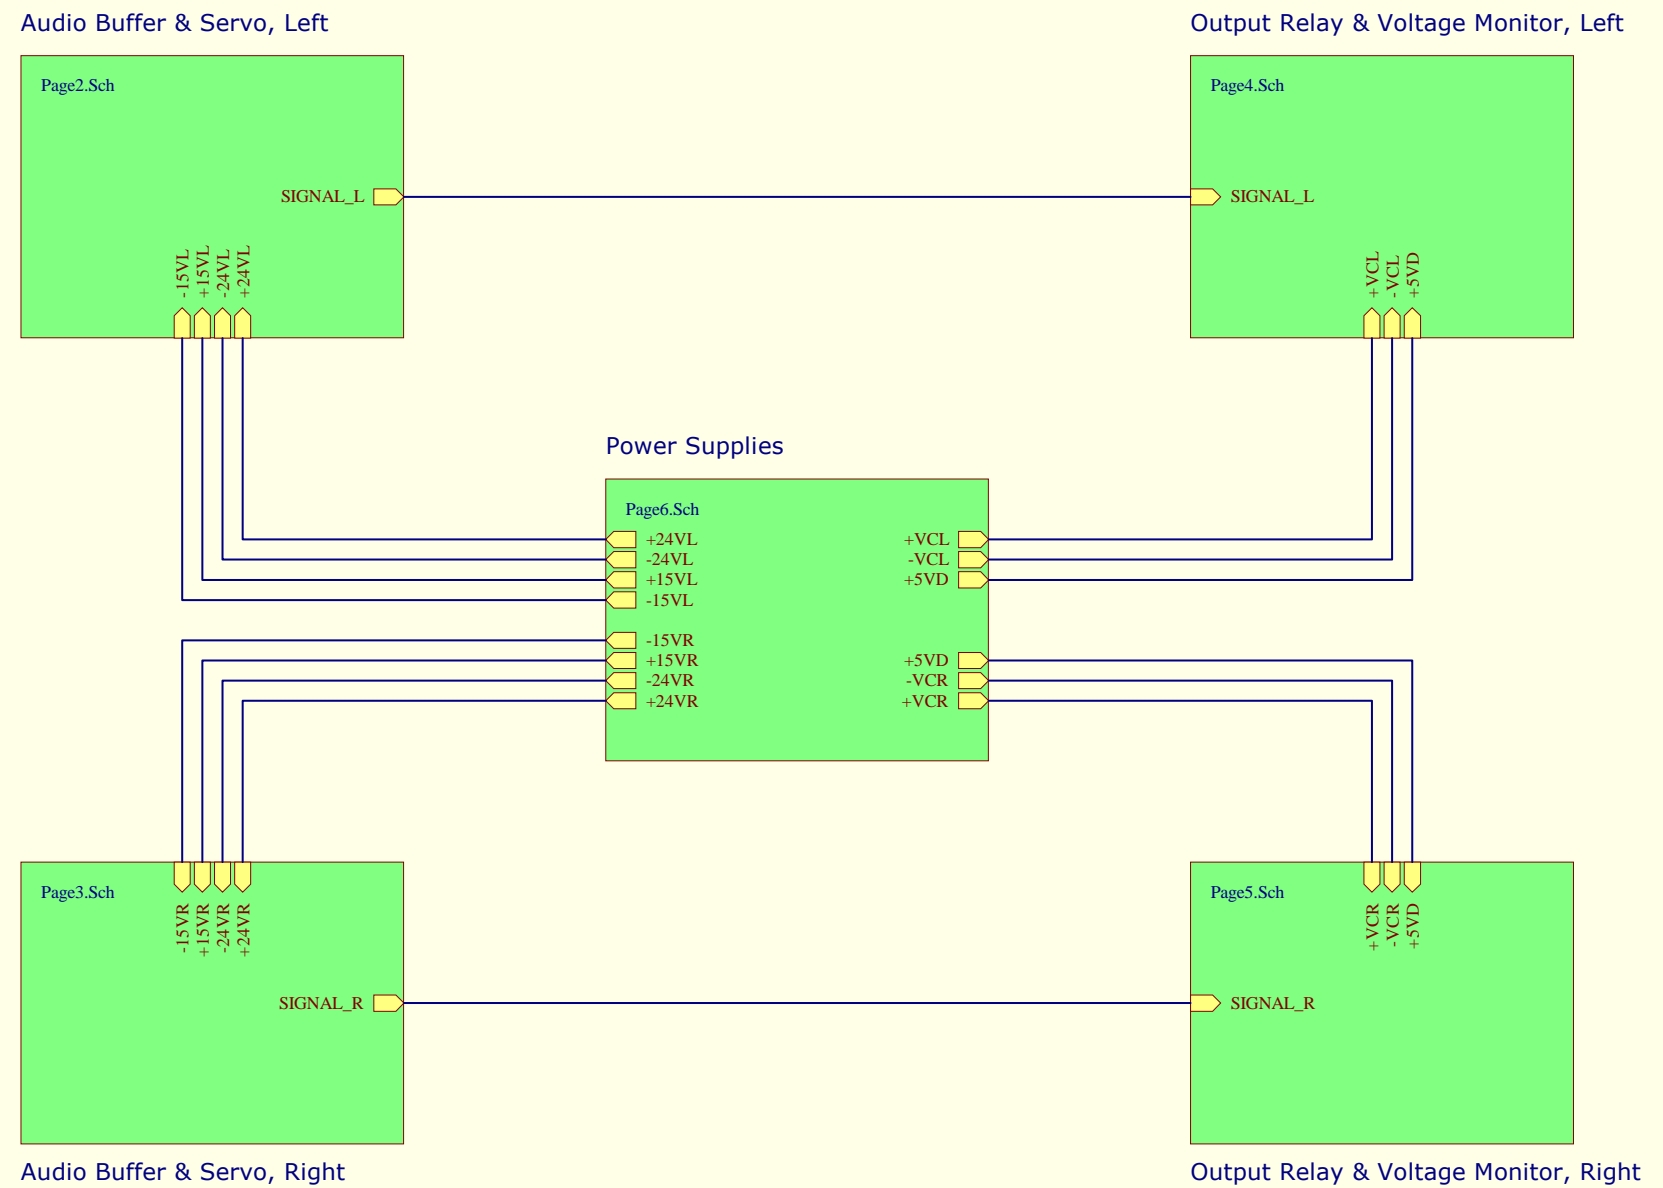 Audio Buffer & Servo, Left
Page2.Sch
SIGNAL_L
-15VL
+15VL
-24VL
+24VL
Output Relay & Voltage Monitor, Left
Page4.Sch
SIGNAL_L
+VCL
-VCL
+5VD
Power Supplies
Page6.Sch
+24VL
-24VL
+15VL
-15VL
-15VR
+15VR
-24VR
+24VR
+VCL
-VCL
+5VD
+5VD
-VCR
+VCR
Page3.Sch
-15VR
+15VR
-24VR
+24VR
SIGNAL_R
Audio Buffer & Servo, Right
Page5.Sch
+VCR
-VCR
+5VD
SIGNAL_R
Output Relay & Voltage Monitor, Right